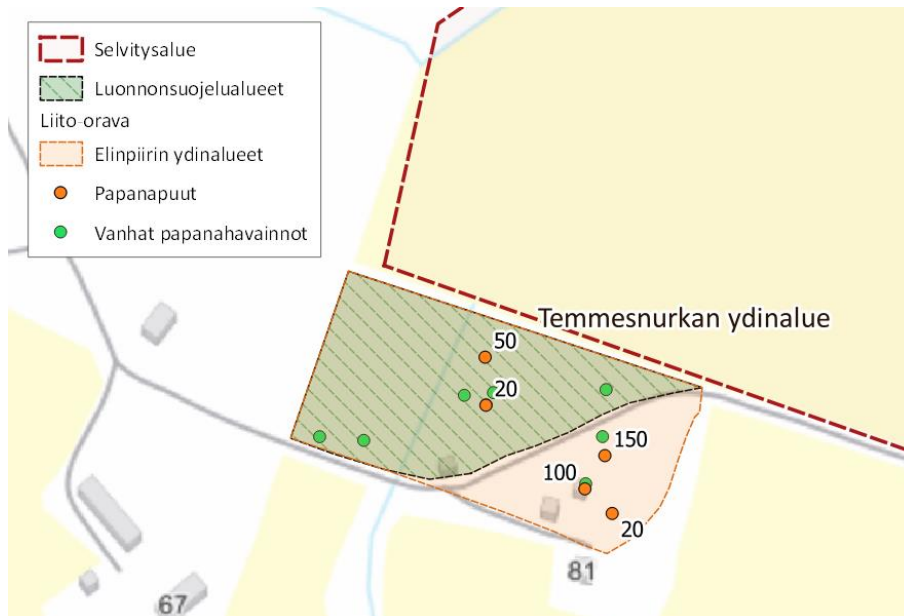 Selvitysalue
Luonnonsuojelualueet
Liito-orava
Elinpiirin ydinalueet
Papanapuut
Vanhat papanahavainnot
Temmesnurkan ydinalue
50
20
150
100
20
81
67